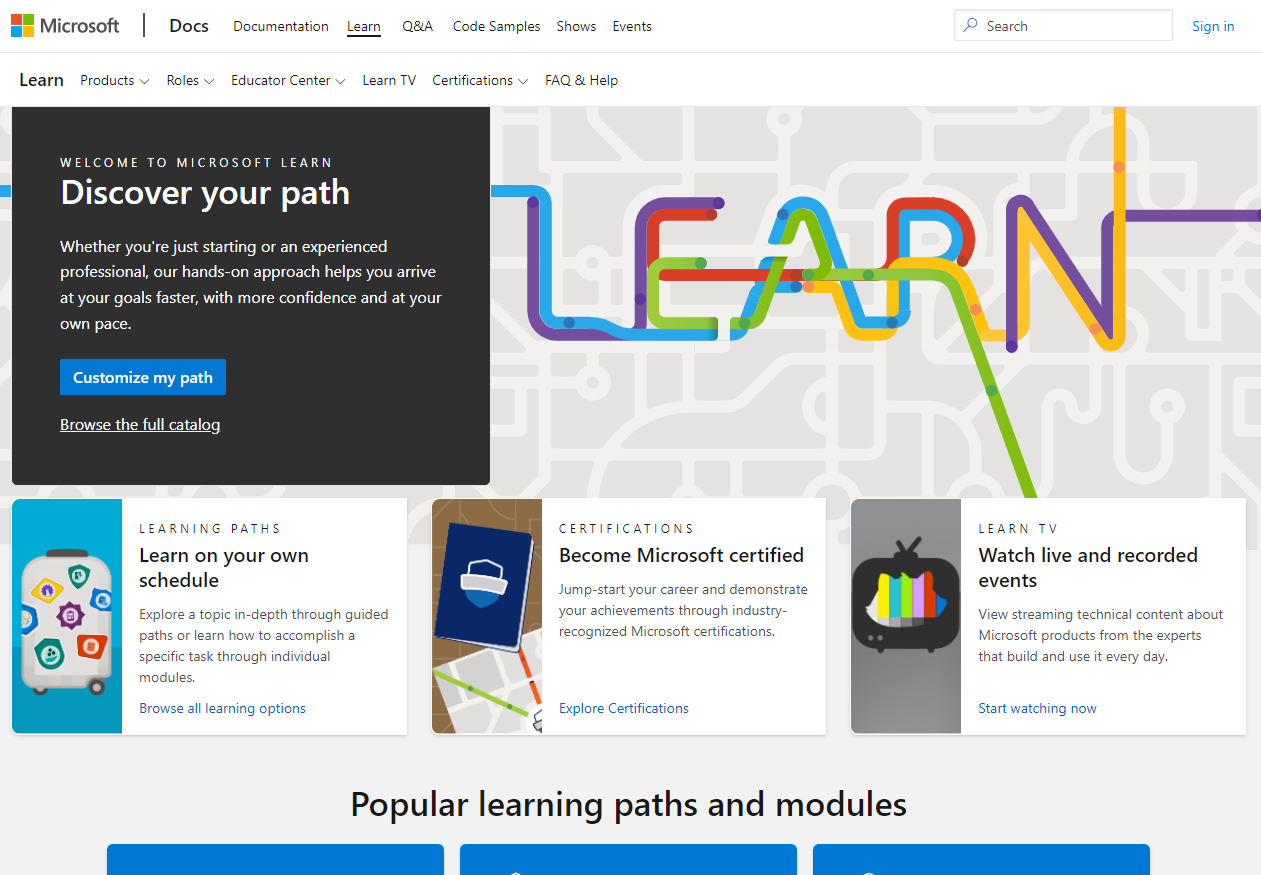 Microsoft Docs Documentation Learn Q&A Code Samples Shows Events Search Sign in
Learn Products Roles Educator Center Learn TV Certifications FAQ & Help
WELCOME TO MICROSOFT LEARN
Discover your path
Whether you're just starting or an experienced
professional, our hands-on approach helps you arrive
at your goals faster, with more confidence and at your
own pace.
Customize my path
Browse the full catalog
LEARN
LEARNING PATHS
Learn on your own
schedule
Explore a topic in-depth through guided
paths or learn how to accomplish a
specific task through individual
modules.
Browse all learning options
CERTIFICATIONS
Become Microsoft certified
Jump-start your career and demonstrate
your achievements through industry-
recognized Microsoft certifications.
Explore Certifications
LEARN TV
Watch live and recorded
events
View streaming technical content about
Microsoft products from the experts
that build and use it every day.
Start watching now
Popular learning paths and modules